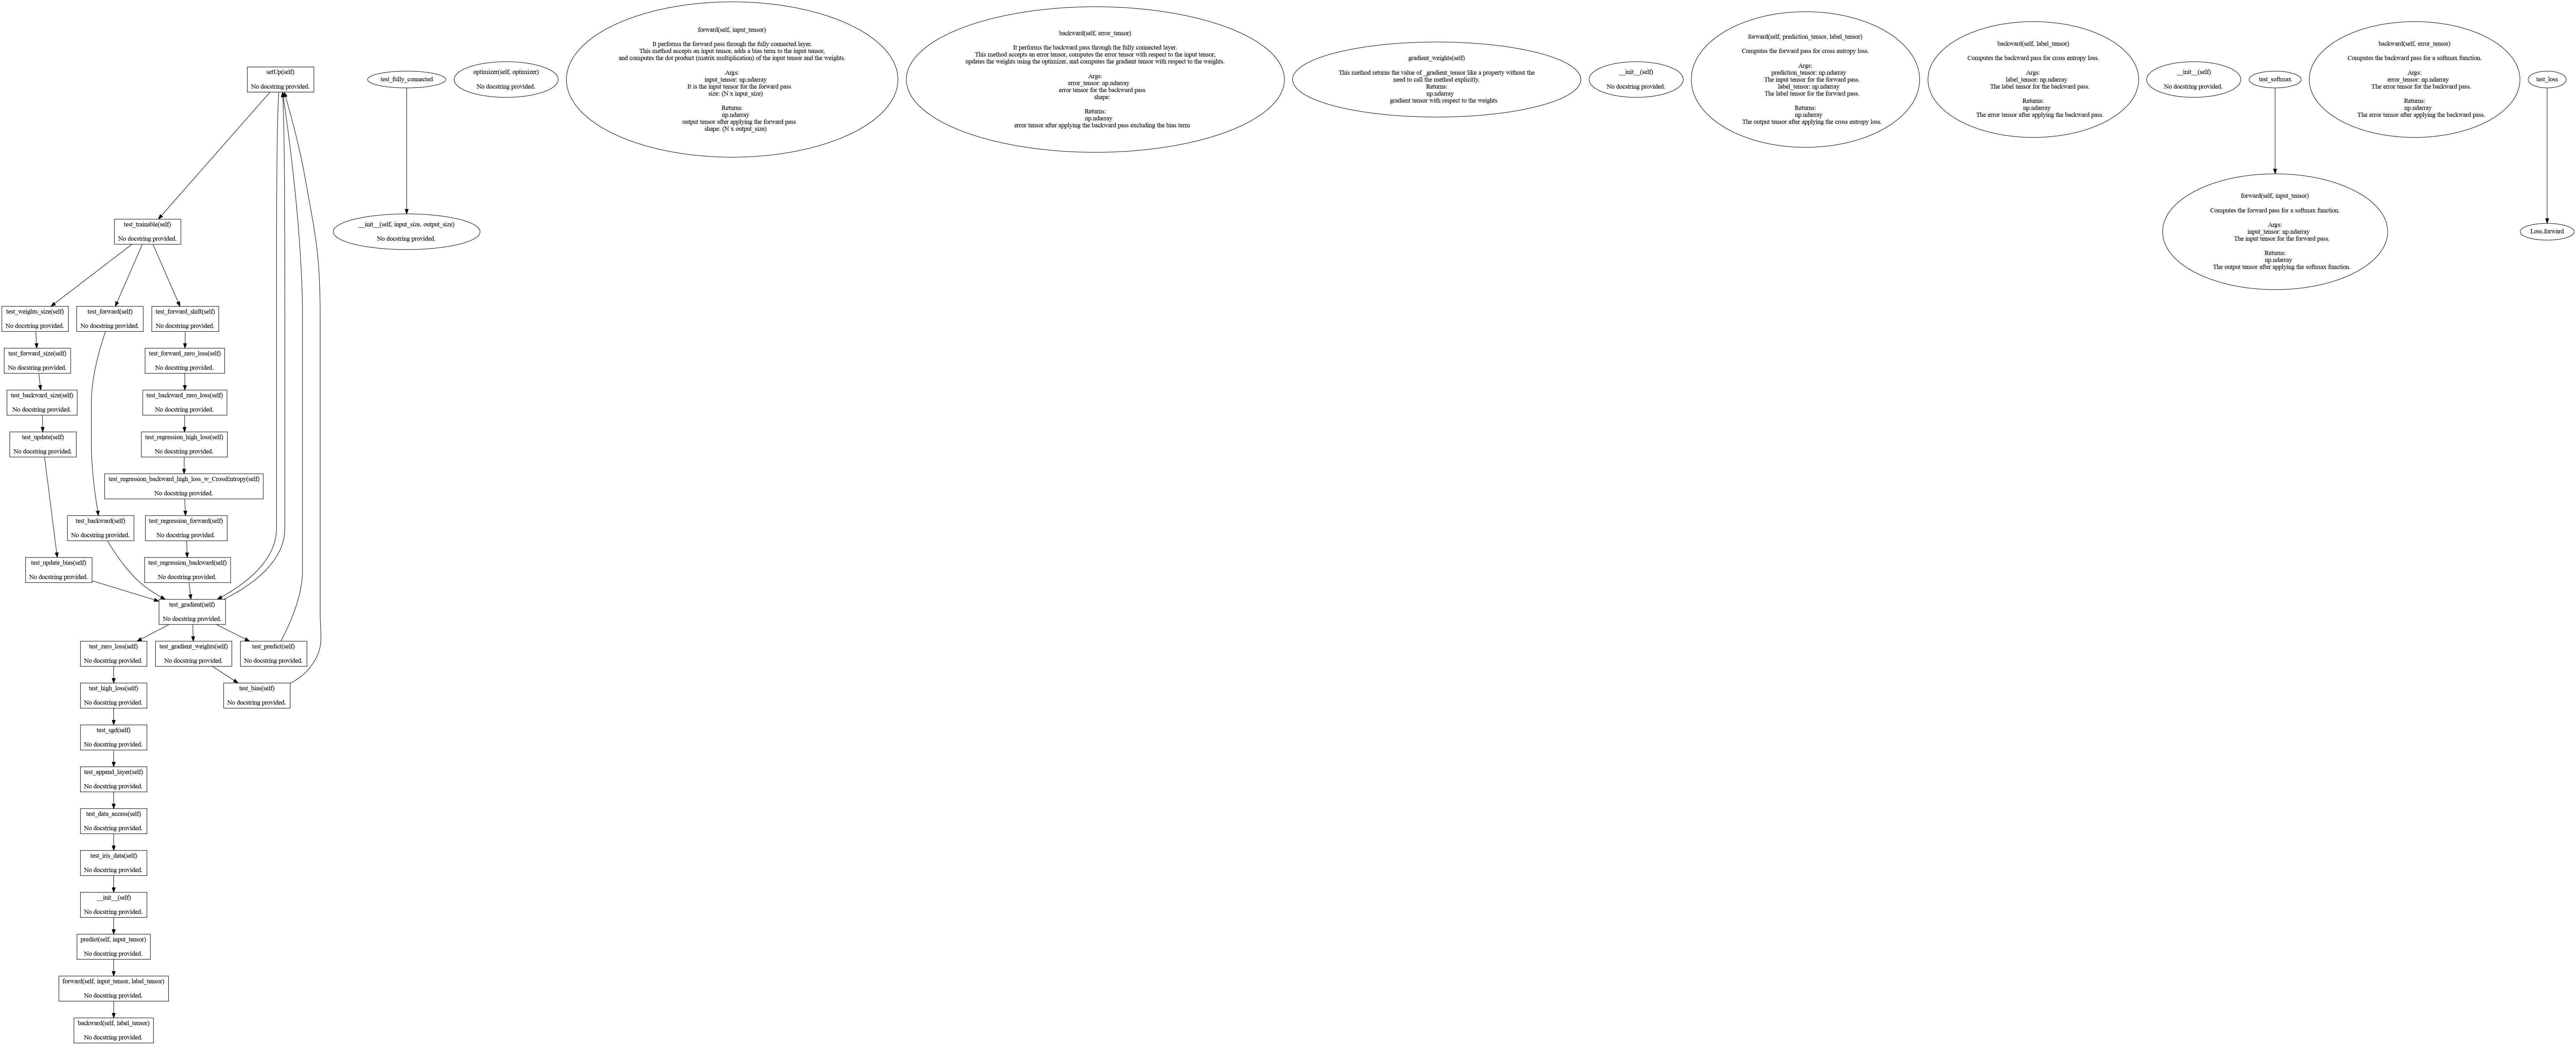 setUp(self)
No docstring provided.
test_trainable(self)
No docstring provided.
test_weights_size(self)
No docstring provided.
test_forward(self)
No docstring provided.
test_forward_shift(self)
No docstring provided.
test_forward_size(self)
No docstring provided.
test_forward_zero_loss(self)
No docstring provided.
test_backward_size(self)
No docstring provided.
test_backward_zero_loss(self)
No docstring provided.
test_update(self)
No docstring provided.
test_regression_high_loss(self)
No docstring provided.
test_regression_backward_high_loss_w_CrossEntropy(self)
No docstring provided.
test_backward(self)
No docstring provided.
test_regression_forward(self)
No docstring provided.
test_update_bias(self)
No docstring provided.
test_regression_backward(self)
No docstring provided.
test_gradient(self)
No docstring provided.
test_zero_loss(self)
No docstring provided.
test_gradient_weights(self)
No docstring provided.
test_predict(self)
No docstring provided.
test_high_loss(self)
No docstring provided.
test_bias(self)
No docstring provided.
test_sgd(self)
No docstring provided.
test_append_layer(self)
No docstring provided.
test_data_access(self)
No docstring provided.
test_iris_data(self)
No docstring provided.
__init__(self)
No docstring provided.
predict(self, input_tensor)
No docstring provided.
forward(self, input_tensor, label_tensor)
No docstring provided.
backward(self, label_tensor)
No docstring provided.
test_fully_connected
__init__(self, input_size, output_size)
No docstring provided.
optimizer(self, optimizer)
No docstring provided.
forward(self, input_tensor)
It performs the forward pass through the fully connected layer.
This method accepts an input tensor, adds a bias term to the input tensor,
and computes the dot product (matrix multiplication) of the input tensor and the weights.
Args:
input_tensor: np.ndarray
It is the input tensor for the forward pass
size: (N x input_size)
Returns:
np.ndarray
output tensor after applying the forward pass
shape: (N x output_size)
backward(self, error_tensor)
It performs the backward pass through the fully connected layer.
This method accepts an error tensor, computes the error tensor with respect to the input tensor,
updates the weights using the optimizer, and computes the gradient tensor with respect to the weights.
Args:
error_tensor: np.ndarray
error tensor for the backward pass
shape:
Returns:
np.ndarray
error tensor after applying the backward pass excluding the bias term
gradient_weights(self)
This method returns the value of _gradient_tensor like a property without the
need to call the method explicitly.
Returns:
np.ndarray
gradient tensor with respect to the weights
__init__(self)
No docstring provided.
forward(self, prediction_tensor, label_tensor)
Computes the forward pass for cross entropy loss.
Args:
prediction_tensor: np.ndarray
The input tensor for the forward pass.
label_tensor: np.ndarray
The label tensor for the forward pass.
Returns:
np.ndarray
The output tensor after applying the cross entropy loss.
backward(self, label_tensor)
Computes the backward pass for cross entropy loss.
Args:
label_tensor: np.ndarray
The label tensor for the backward pass.
Returns:
np.ndarray
The error tensor after applying the backward pass.
__init__(self)
No docstring provided.
test_softmax
forward(self, input_tensor)
Computes the forward pass for a softmax function.
Args:
input_tensor: np.ndarray
The input tensor for the forward pass.
Returns:
np.ndarray
The output tensor after applying the softmax function.
backward(self, error_tensor)
Computes the backward pass for a softmax function.
Args:
error_tensor: np.ndarray
The error tensor for the backward pass.
Returns:
np.ndarray
The error tensor after applying the backward pass.
test_loss
Loss.forward